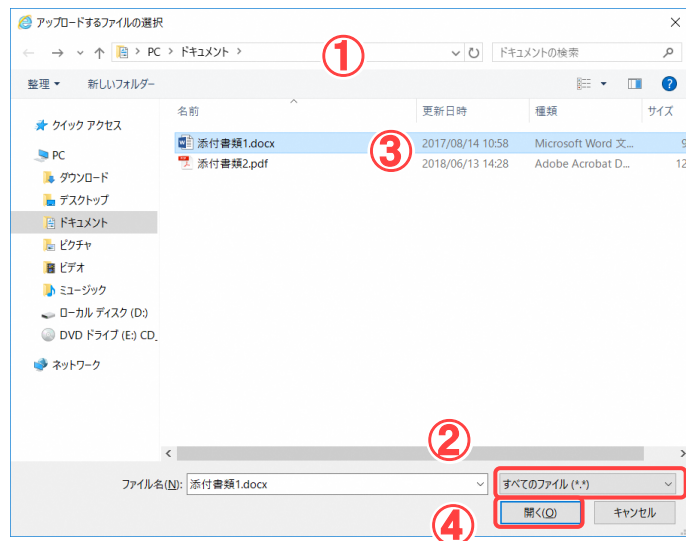 アップロードするファイルの選択
PC > ドキュメント >
①
ドキュメントの検索
整理
新しいフォルダー
名前
更新日時
種類
サイズ
クイック アクセス
添付書類1.docx
③
2017/08/14 10:58
Microsoft Word 文...
9
PC
添付書類2.pdf
2018/06/13 14:28
Adobe Acrobat D...
12
ダウンロード
デスクトップ
ドキュメント
ピクチャ
ビデオ
ミュージック
ローカル ディスク (D:)
DVD ドライブ (E:) CD_
ネットワーク
②
ファイル名(N):
添付書類1.docx
すべてのファイル (*.*)
④
開く(O)
キャンセル